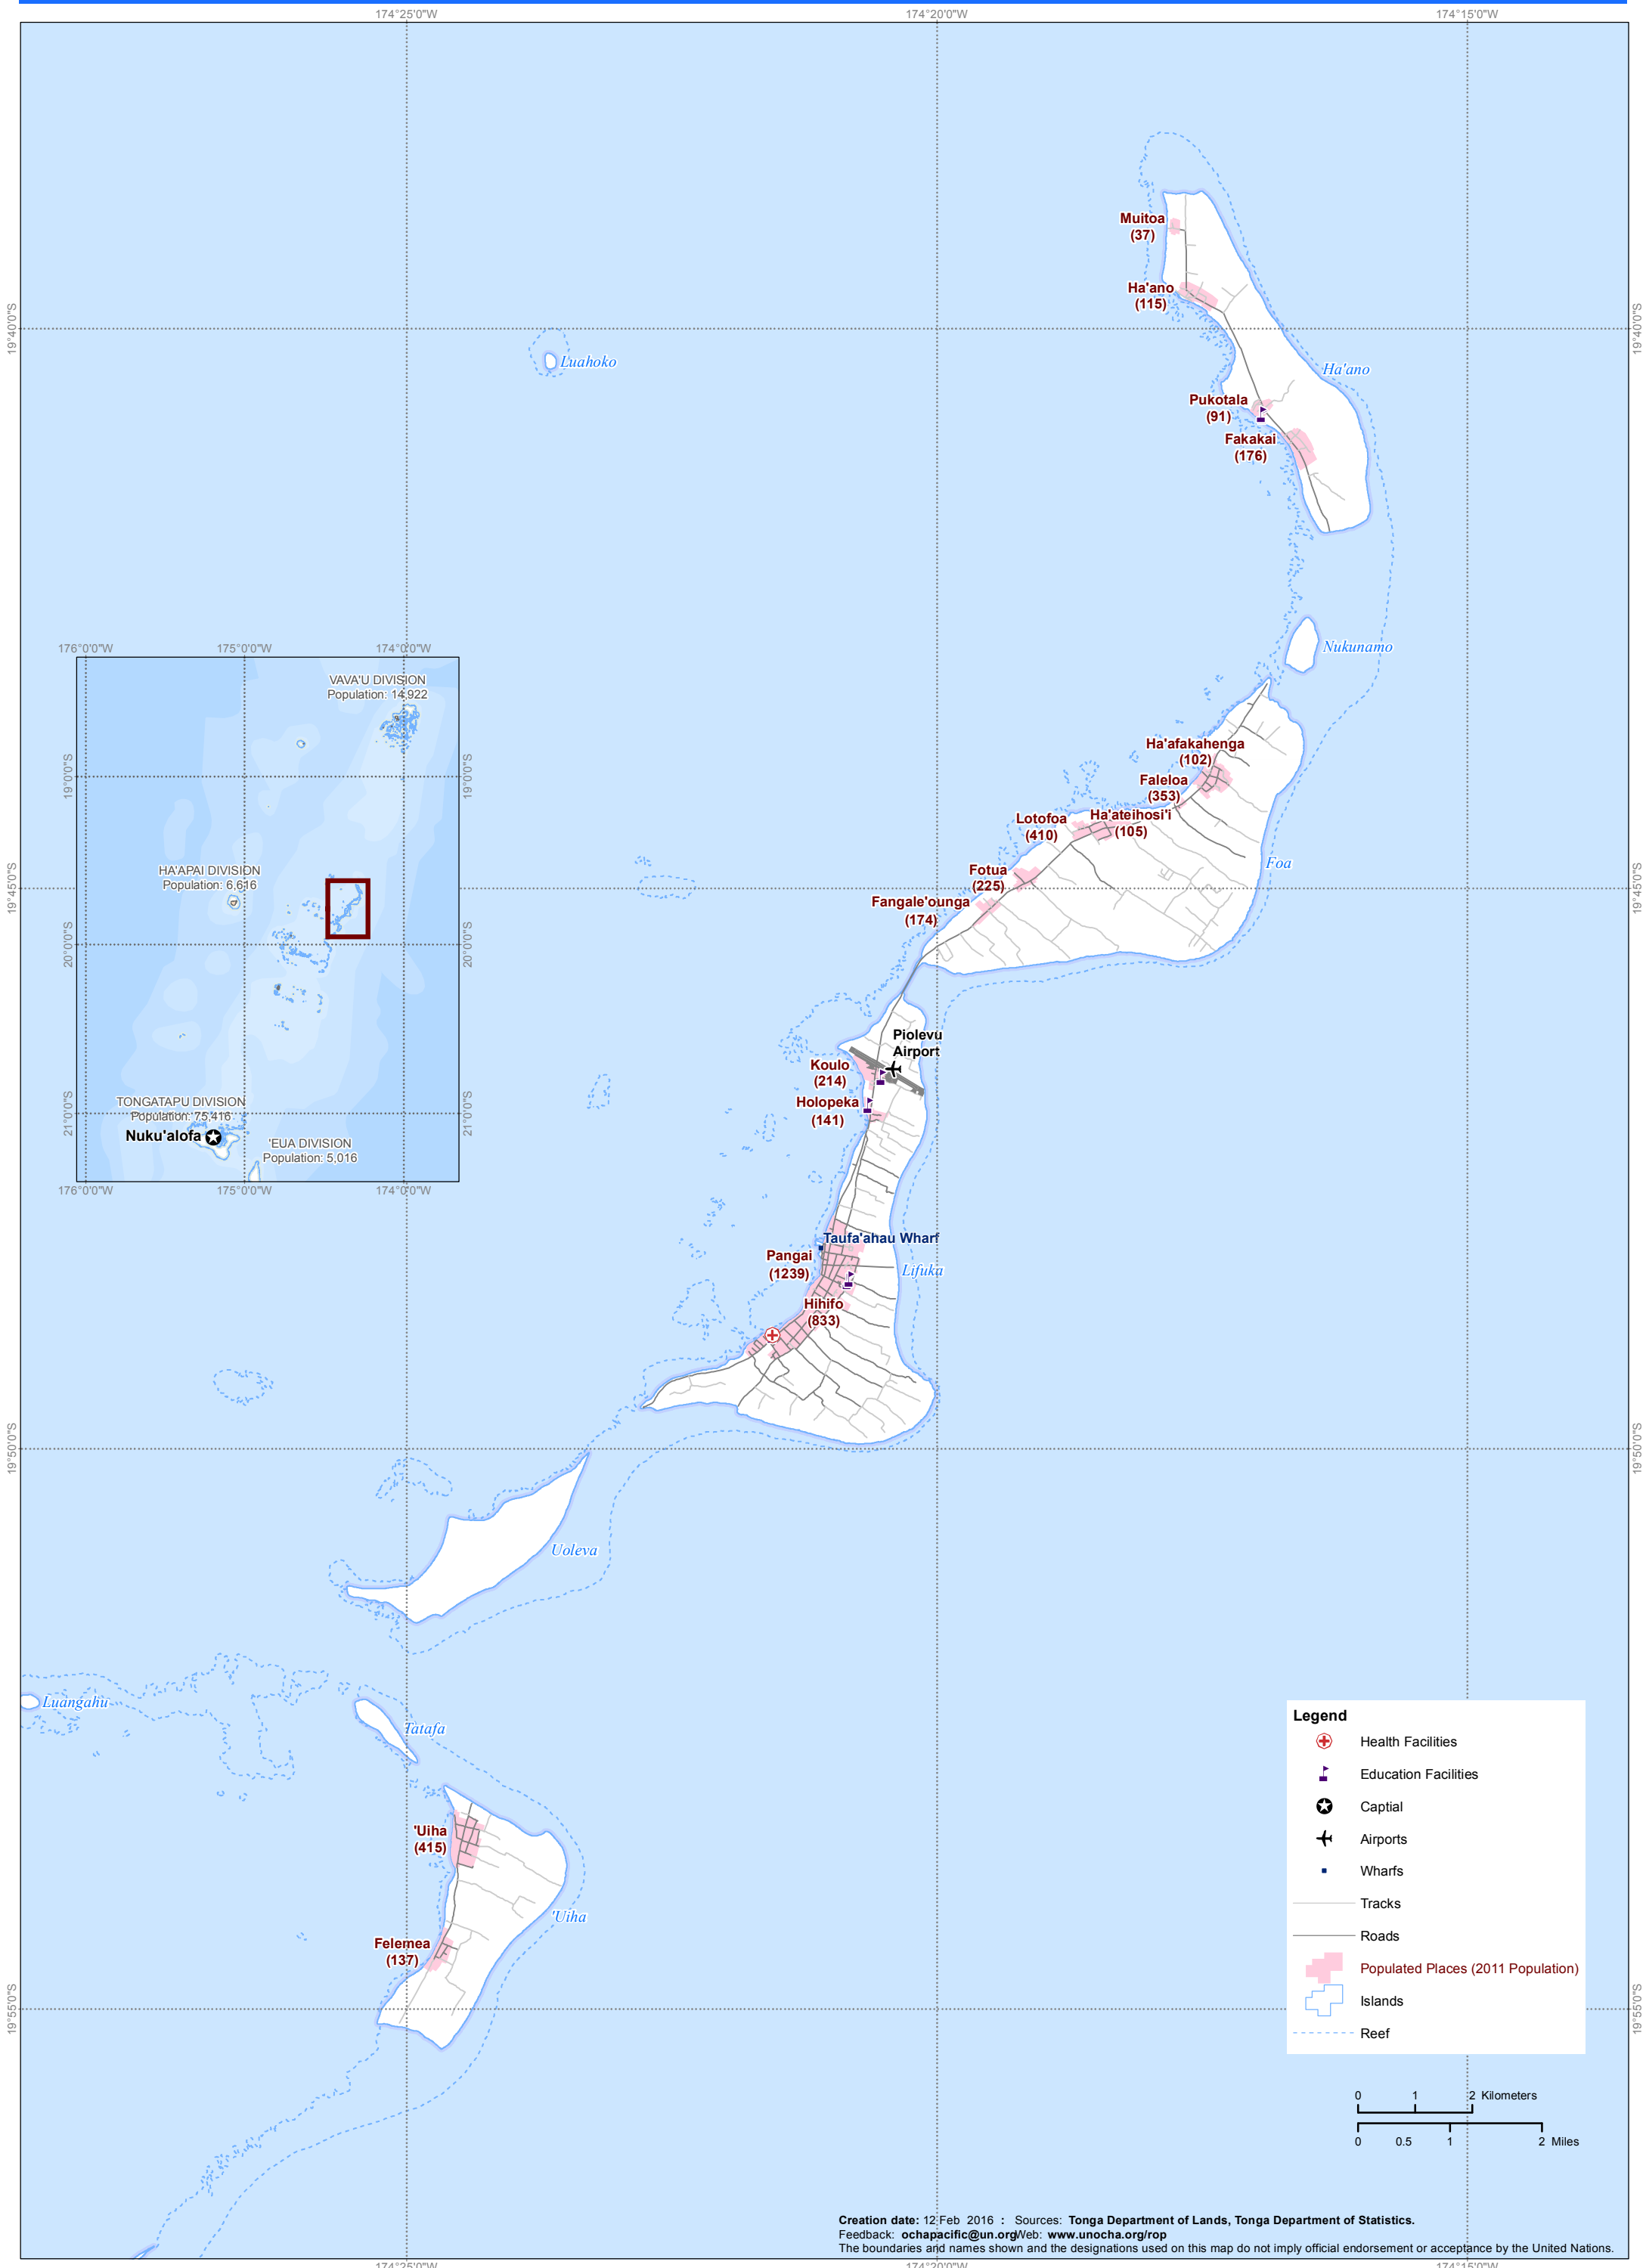 174°25'0"W
174°20'0"W
174°15'0"W
Muitoa
(37)
Ha'ano
(115)
19°40'0"S
19°40'0"S
Luahoko
Ha'ano
Pukotala
(91)
Fakakai
(176)
Nukunamo
176°0'0"W
175°0'0"W
174°0'0"W
VAVA'U DIVISION
Population: 14,922
19°0'0"S
19°0'0"S
HA'APAI DIVISION
Population: 6,616
20°0'0"S
20°0'0"S
TONGATAPU DIVISION
Population: 75,416
21°0'0"S
21°0'0"S
Nuku'alofa
'EUA DIVISION
Population: 5,016
176°0'0"W
175°0'0"W
174°0'0"W
Ha'afakahenga
(102)
Faleloa
(353)
Lotofoa
(410)
Ha'ateihosi'i
(105)
Foa
Fotua
(225)
19°45'0"S
19°45'0"S
Fangale'ounga
(174)
Piolevu
Airport
Koulo
(214)
Holopeka
(141)
Taufa'ahau Wharf
Pangai
(1239)
Lifuka
Hihifo
(833)
19°50'0"S
19°50'0"S
Uoleva
Luangahu
Tatafa
'Uiha
(415)
'Uiha
Felemea
(137)
19°55'0"S
19°55'0"S
Legend
Health Facilities
Education Facilities
Captial
Airports
Wharfs
Tracks
Roads
Populated Places (2011 Population)
Islands
Reef
0 1 2 Kilometers
0 0.5 1 2 Miles
Creation date: 12 Feb 2016 : Sources: Tonga Department of Lands, Tonga Department of Statistics.
Feedback: ochapacific@un.orgWeb: www.unocha.org/rop
The boundaries and names shown and the designations used on this map do not imply official endorsement or acceptance by the United Nations.
174°25'0"W
174°20'0"W
174°15'0"W